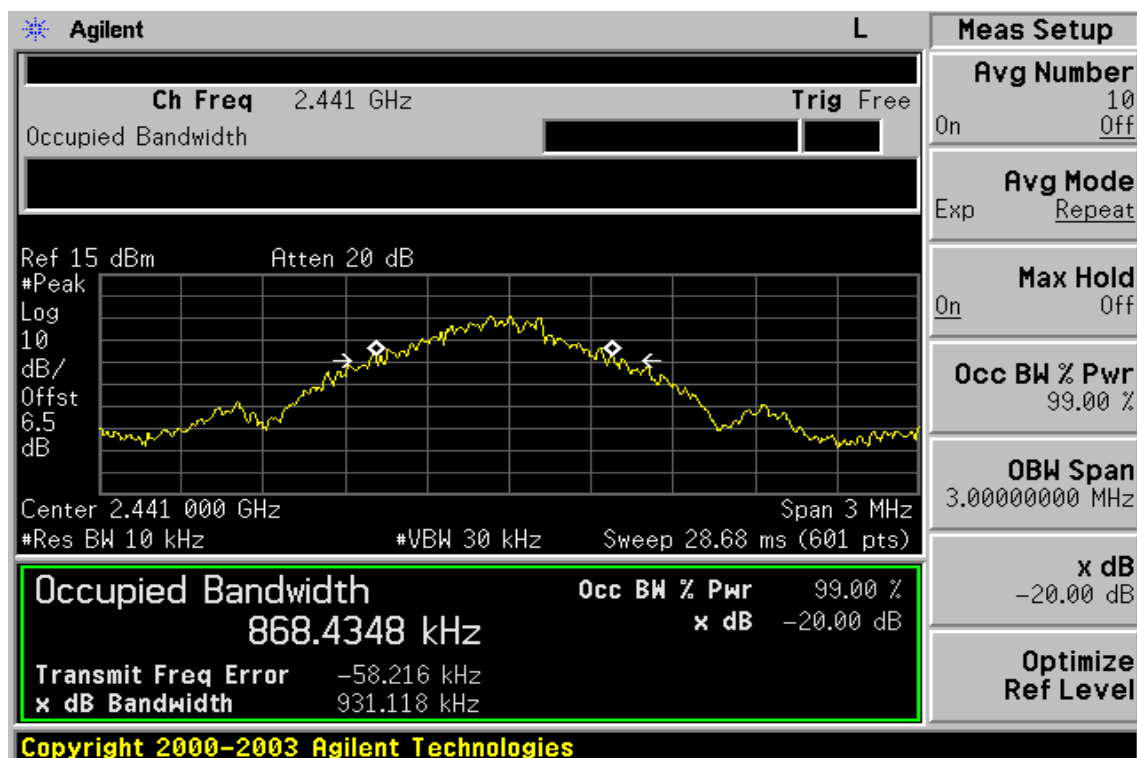 Agilent L
Ch Freq 2.441 GHz Trig Free
Occupied Bandwidth
Ref 15 dBm Atten 20 dB
#Peak
Log
10
dB/
Offst
6.5
dB
Center 2.441 000 GHz Span 3 MHz
#Res BW 10 kHz #VBW 30 kHz Sweep 28.68 ms (601 pts)
Occupied Bandwidth Occ BW % Pwr 99.00 %
868.4348 kHz x dB -20.00 dB
Transmit Freq Error -58.216 kHz
x dB Bandwidth 931.118 kHz
Copyright 2000-2003 Agilent Technologies
Meas Setup
Avg Number
10
On Off
Avg Mode
Exp Repeat
Max Hold
On Off
Occ BW % Pwr
99.00 %
OBW Span
3.00000000 MHz
x dB
-20.00 dB
Optimize
Ref Level